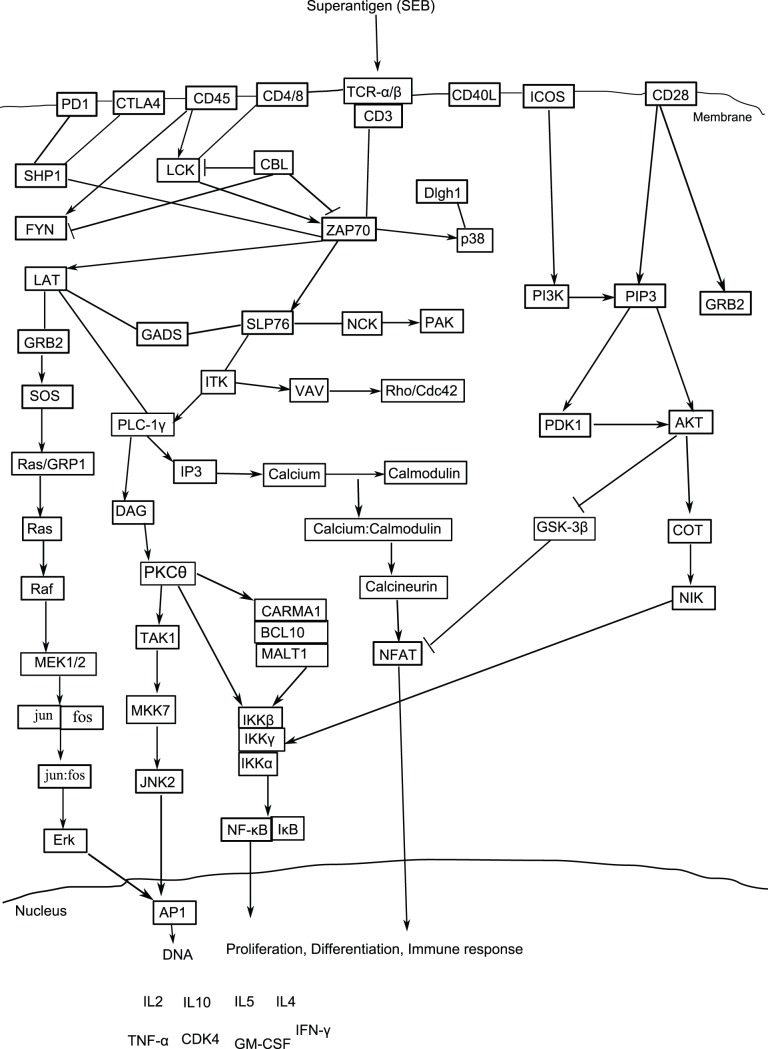 Superantigen (SEB)
PD1 CTLA4 CD45 CD4/8 TCR-α/β CD40L ICOS CD28
CD3 Membrane
SHP1 LCK CBL
Dlgh1
FYN ZAP70 p38
LAT
PI3K PIP3 GRB2
GRB2 GADS SLP76 NCK PAK
SOS ITK VAV Rho/Cdc42
PLC-1γ PDK1 AKT
Ras/GRP1 IP3 Calcium Calmodulin
DAG
Ras Calcium:Calmodulin GSK-3β COT
Raf PKCθ Calcineurin NIK
CARMA1
BCL10
TAK1 MALT1 NFAT
MEK1/2
jun fos MKK7 IKKβ
IKKγ
IKKα
jun:fos JNK2
Erk NF-κB IκB
Nucleus AP1
DNA Proliferation, Differentiation, Immune response
IL2 IL10 IL5 IL4
TNF-α CDK4 GM-CSF IFN-γ